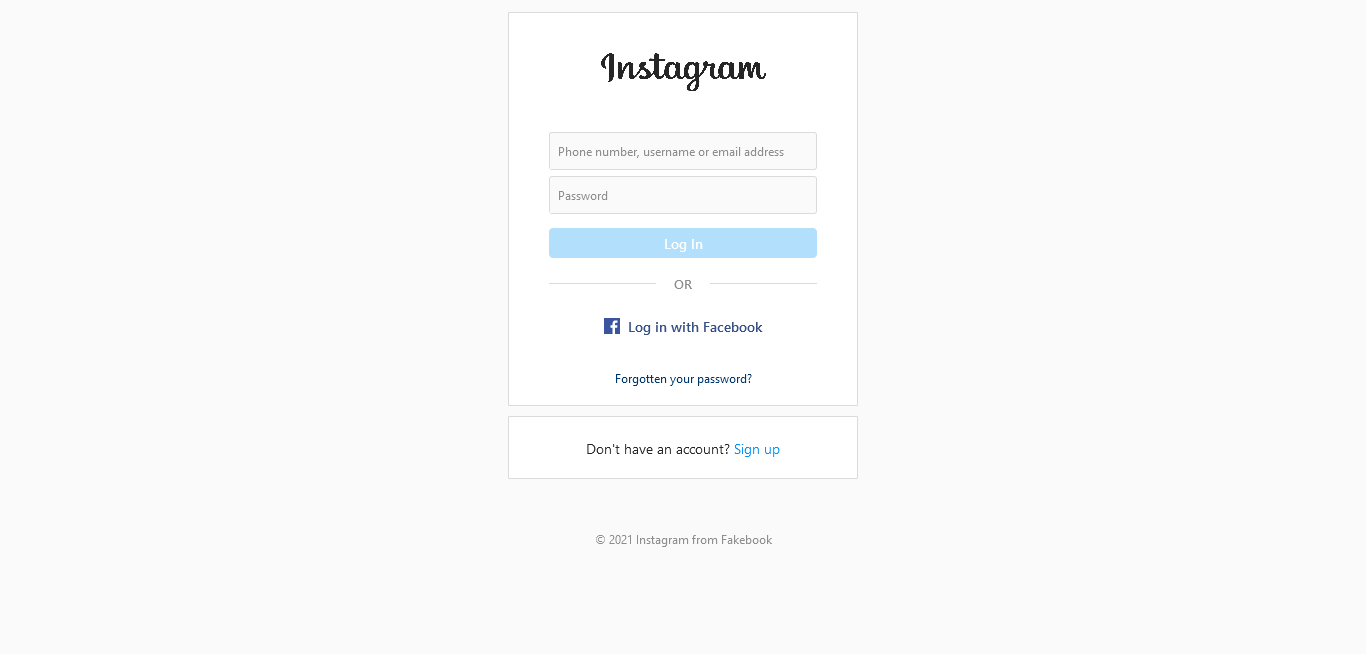 Instagram
Phone number, username or email address
Password
Log In
OR
Log in with Facebook
Forgotten your password?
Don't have an account? Sign up
© 2021 Instagram from Fakebook